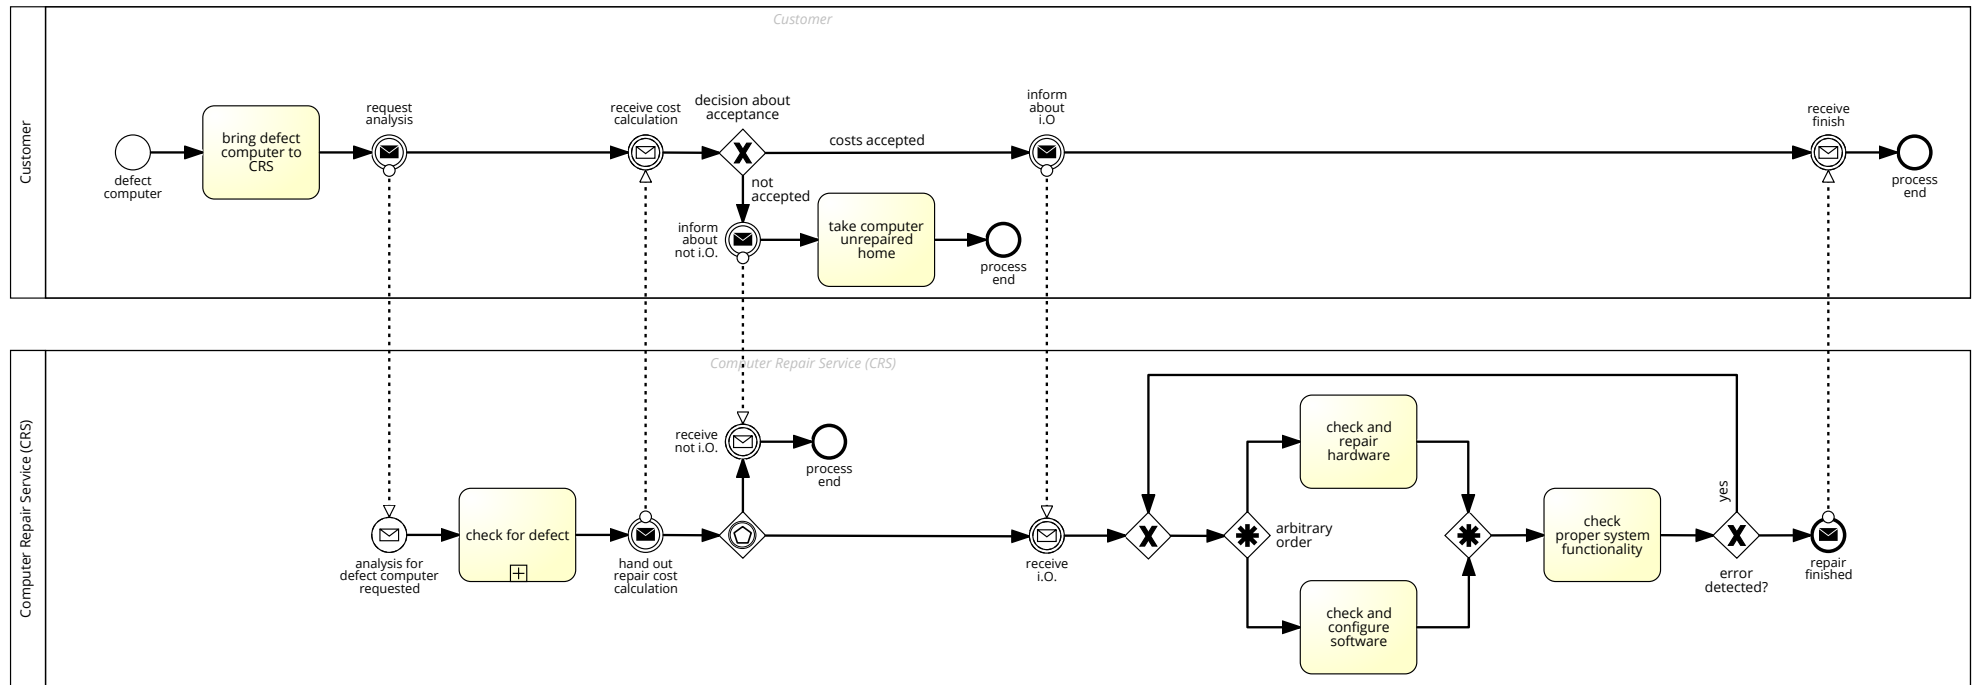 Customer
Customer
defect
computer
bring defect
computer to
CRS
request
analysis
receive cost
calculation
decision about
acceptance
costs accepted
not
accepted
inform
about
not i.O.
take computer
unrepaired
home
process
end
inform
about
i.O
receive
finish
process
end
Computer Repair Service (CRS)
Computer Repair Service (CRS)
analysis for
defect computer
requested
check for defect
hand out
repair cost
calculation
receive
not i.O.
process
end
receive
i.O.
arbitrary
order
check and
repair
hardware
check and
configure
software
check
proper system
functionality
yes
error
detected?
repair
finished